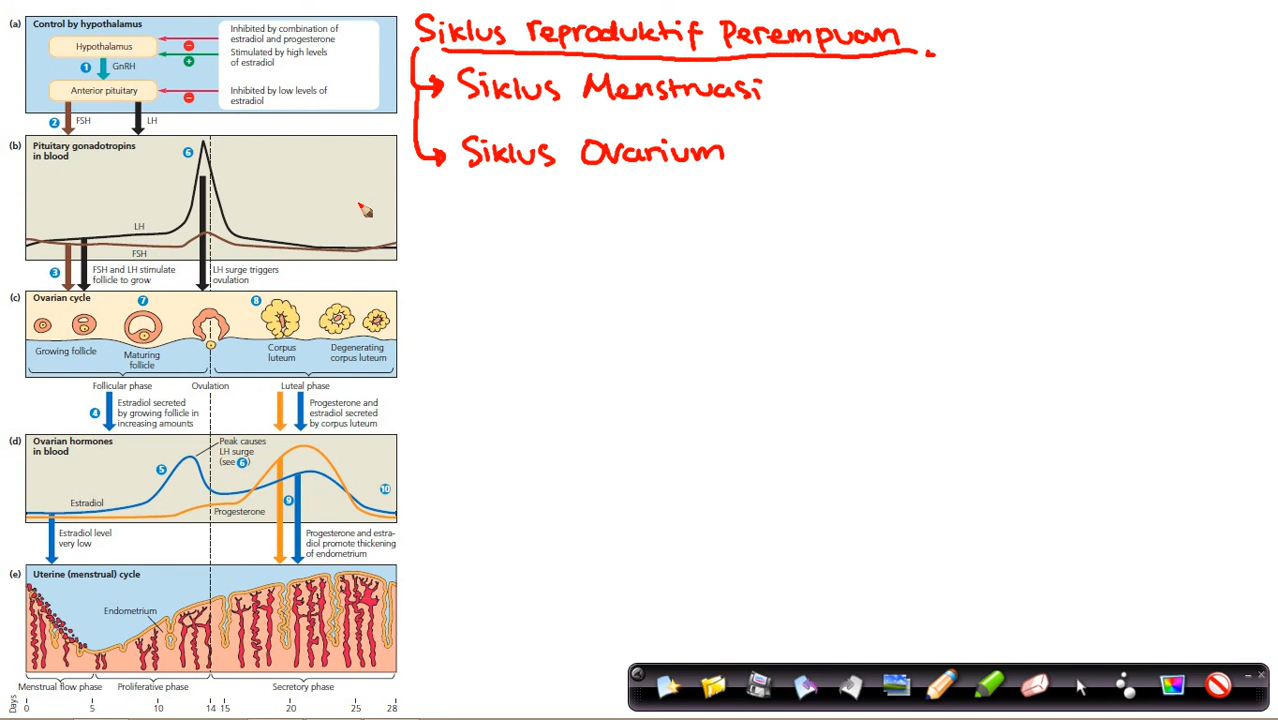 (a) Control by hypothalamus
Inhibited by combination of
estradiol and progesterone
Hypothalamus
−
Stimulated by high levels
of estradiol
+
1 GnRH
Anterior pituitary
−
Inhibited by low levels of
estradiol
2 FSH LH
(b) Pituitary gonadotropins
in blood
6
LH
FSH
3 FSH and LH stimulate
follicle to grow
LH surge triggers
ovulation
(c) Ovarian cycle
7 8
Growing follicle
Maturing
follicle
Corpus
luteum
Degenerating
corpus luteum
Follicular phase Ovulation Luteal phase
4 Estradiol secreted
by growing follicle in
increasing amounts
Progesterone and
estradiol secreted
by corpus luteum
(d) Ovarian hormones
in blood
Peak causes
LH surge
(see 6)
5
10
9
Estradiol
Progesterone
Estradiol level
very low
Progesterone and estra-
diol promote thickening
of endometrium
(e) Uterine (menstrual) cycle
Endometrium
Menstrual flow phase Proliferative phase Secretory phase
Days
0 5 10 14 15 20 25 28
Siklus reproduktif Perempuan
Siklus Menstruasi
Siklus Ovarium